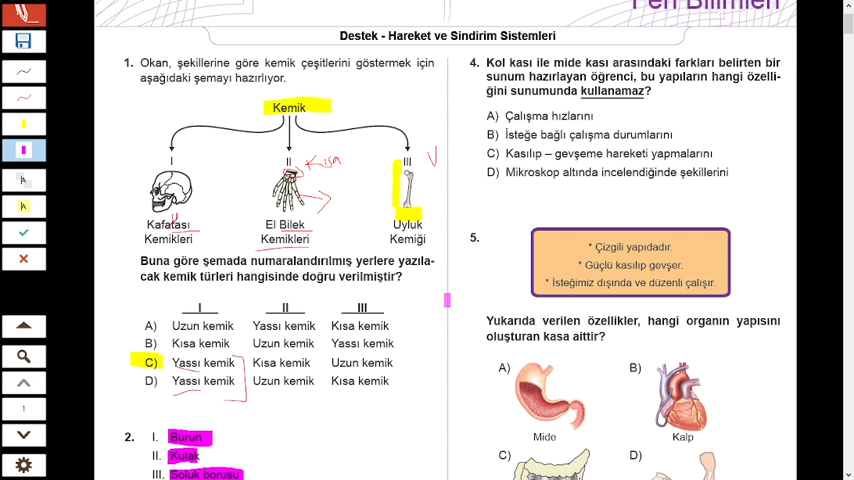 Fen Bilimleri
Destek - Hareket ve Sindirim Sistemleri
1. Okan, şekillerine göre kemik çeşitlerini göstermek için
aşağıdaki şemayı hazırlıyor.
Kemik
I II III
Kısa
Kafatası
Kemikleri
El Bilek
Kemikleri
Uyluk
Kemiği
Buna göre şemada numaralandırılmış yerlere yazıla-
cak kemik türleri hangisinde doğru verilmiştir?
I II III
A) Uzun kemik Yassı kemik Kısa kemik
B) Kısa kemik Uzun kemik Yassı kemik
C) Yassı kemik Kısa kemik Uzun kemik
D) Yassı kemik Uzun kemik Kısa kemik
2. I. Burun
II. Kulak
III. Soluk borusu
4. Kol kası ile mide kası arasındaki farkları belirten bir
sunum hazırlayan öğrenci, bu yapıların hangi özelli-
ğini sunumunda kullanamaz?
A) Çalışma hızlarını
B) İsteğe bağlı çalışma durumlarını
C) Kasılıp – gevşeme hareketi yapmalarını
D) Mikroskop altında incelendiğinde şekillerini
5.
* Çizgili yapıdadır.
* Güçlü kasılıp gevşer.
* İsteğimiz dışında ve düzenli çalışır.
Yukarıda verilen özellikler, hangi organın yapısını
oluşturan kasa aittir?
A) B)
Mide Kalp
C) D)
1